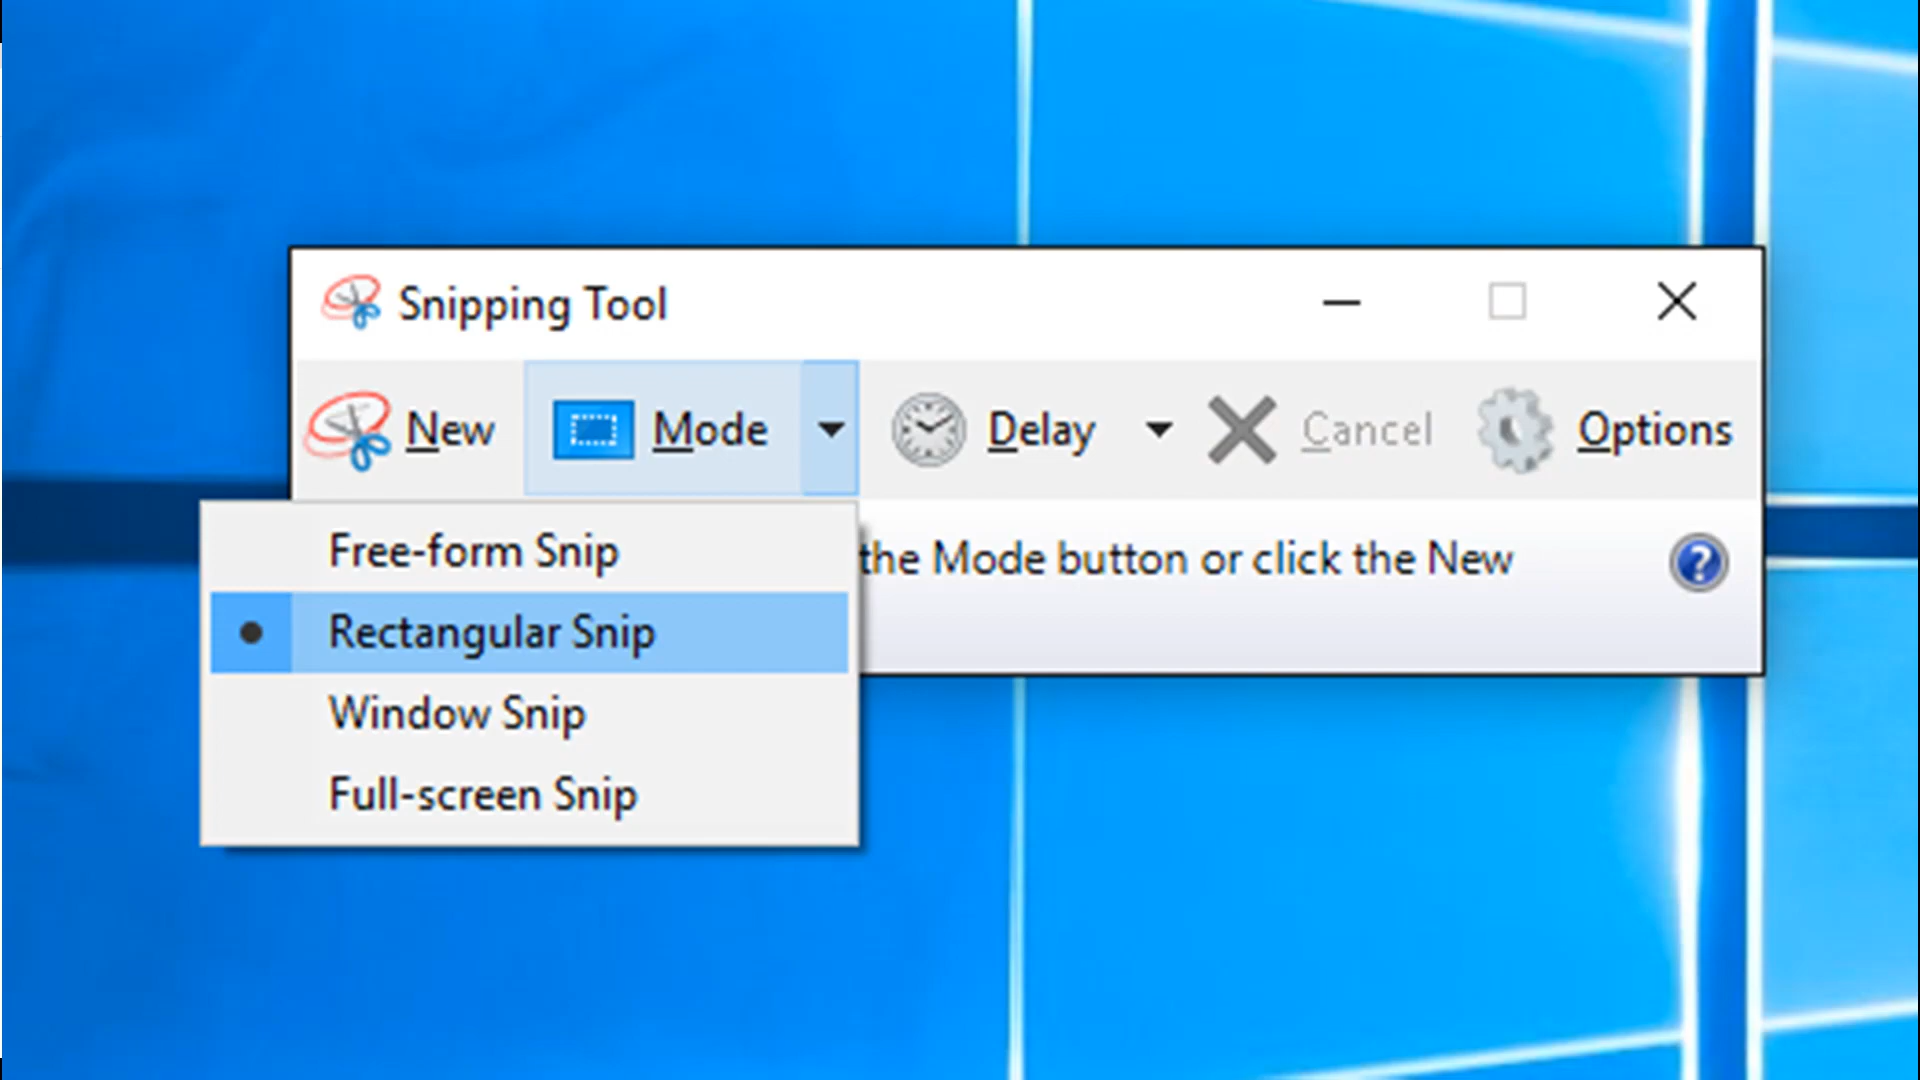 Snipping Tool
New Mode Delay Cancel Options
Free-form Snip
the Mode button or click the New
Rectangular Snip
Window Snip
Full-screen Snip